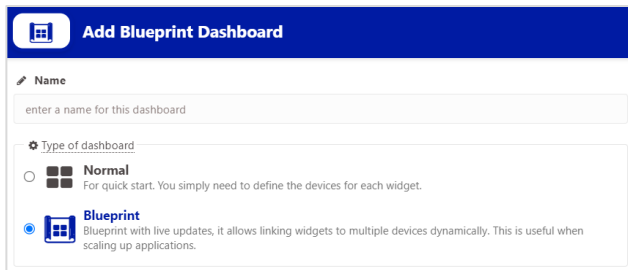 Add Blueprint Dashboard
Name
enter a name for this dashboard
Type of dashboard
Normal
For quick start. You simply need to define the devices for each widget.
Blueprint
Blueprint with live updates, it allows linking widgets to multiple devices dynamically. This is useful when
scaling up applications.